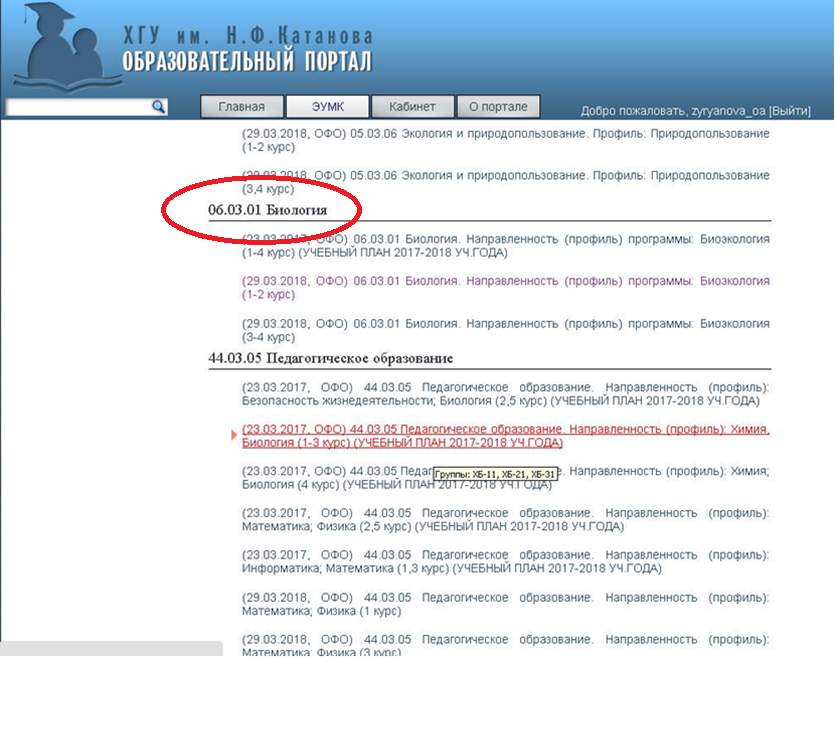 ХГУ им. Н.Ф.Катанова
ОБРАЗОВАТЕЛЬНЫЙ ПОРТАЛ
Главная ЭУМК Кабинет О портале
Добро пожаловать, zyryanova_oa [Выйти]
(29.03.2018, ОФО) 05.03.06 Экология и природопользование. Профиль: Природопользование
(1-2 курс)
(29.03.2018, ОФО) 05.03.06 Экология и природопользование. Профиль: Природопользование
(3,4 курс)
06.03.01 Биология
(23.03.2017, ОФО) 06.03.01 Биология. Направленность (профиль) программы: Биоэкология
(1-4 курс) (УЧЕБНЫЙ ПЛАН 2017-2018 УЧ.ГОДА)
(29.03.2018, ОФО) 06.03.01 Биология. Направленность (профиль) программы: Биоэкология
(1-2 курс)
(29.03.2018, ОФО) 06.03.01 Биология. Направленность (профиль) программы: Биоэкология
(3-4 курс)
44.03.05 Педагогическое образование
(23.03.2017, ОФО) 44.03.05 Педагогическое образование. Направленность (профиль):
Безопасность жизнедеятельности; Биология (2,5 курс) (УЧЕБНЫЙ ПЛАН 2017-2018 УЧ.ГОДА)
(23.03.2017, ОФО) 44.03.05 Педагогическое образование. Направленность (профиль): Химия,
Биология (1-3 курс) (УЧЕБНЫЙ ПЛАН 2017-2018 УЧ.ГОДА)
(23.03.2017, ОФО) 44.03.05 Педаг Группы: ХБ-11, ХБ-21, ХБ-31 е. Направленность (профиль): Химия;
Биология (4 курс) (УЧЕБНЫЙ ПЛАН 2017-2018 УЧ.ГОДА)
(23.03.2017, ОФО) 44.03.05 Педагогическое образование. Направленность (профиль):
Математика; Физика (2,5 курс) (УЧЕБНЫЙ ПЛАН 2017-2018 УЧ.ГОДА)
(23.03.2017, ОФО) 44.03.05 Педагогическое образование. Направленность (профиль):
Информатика; Математика (1,3 курс) (УЧЕБНЫЙ ПЛАН 2017-2018 УЧ.ГОДА)
(29.03.2018, ОФО) 44.03.05 Педагогическое образование. Направленность (профиль):
Математика; Физика (1 курс)
(29.03.2018, ОФО) 44.03.05 Педагогическое образование. Направленность (профиль):
Математика; Физика (3 курс)